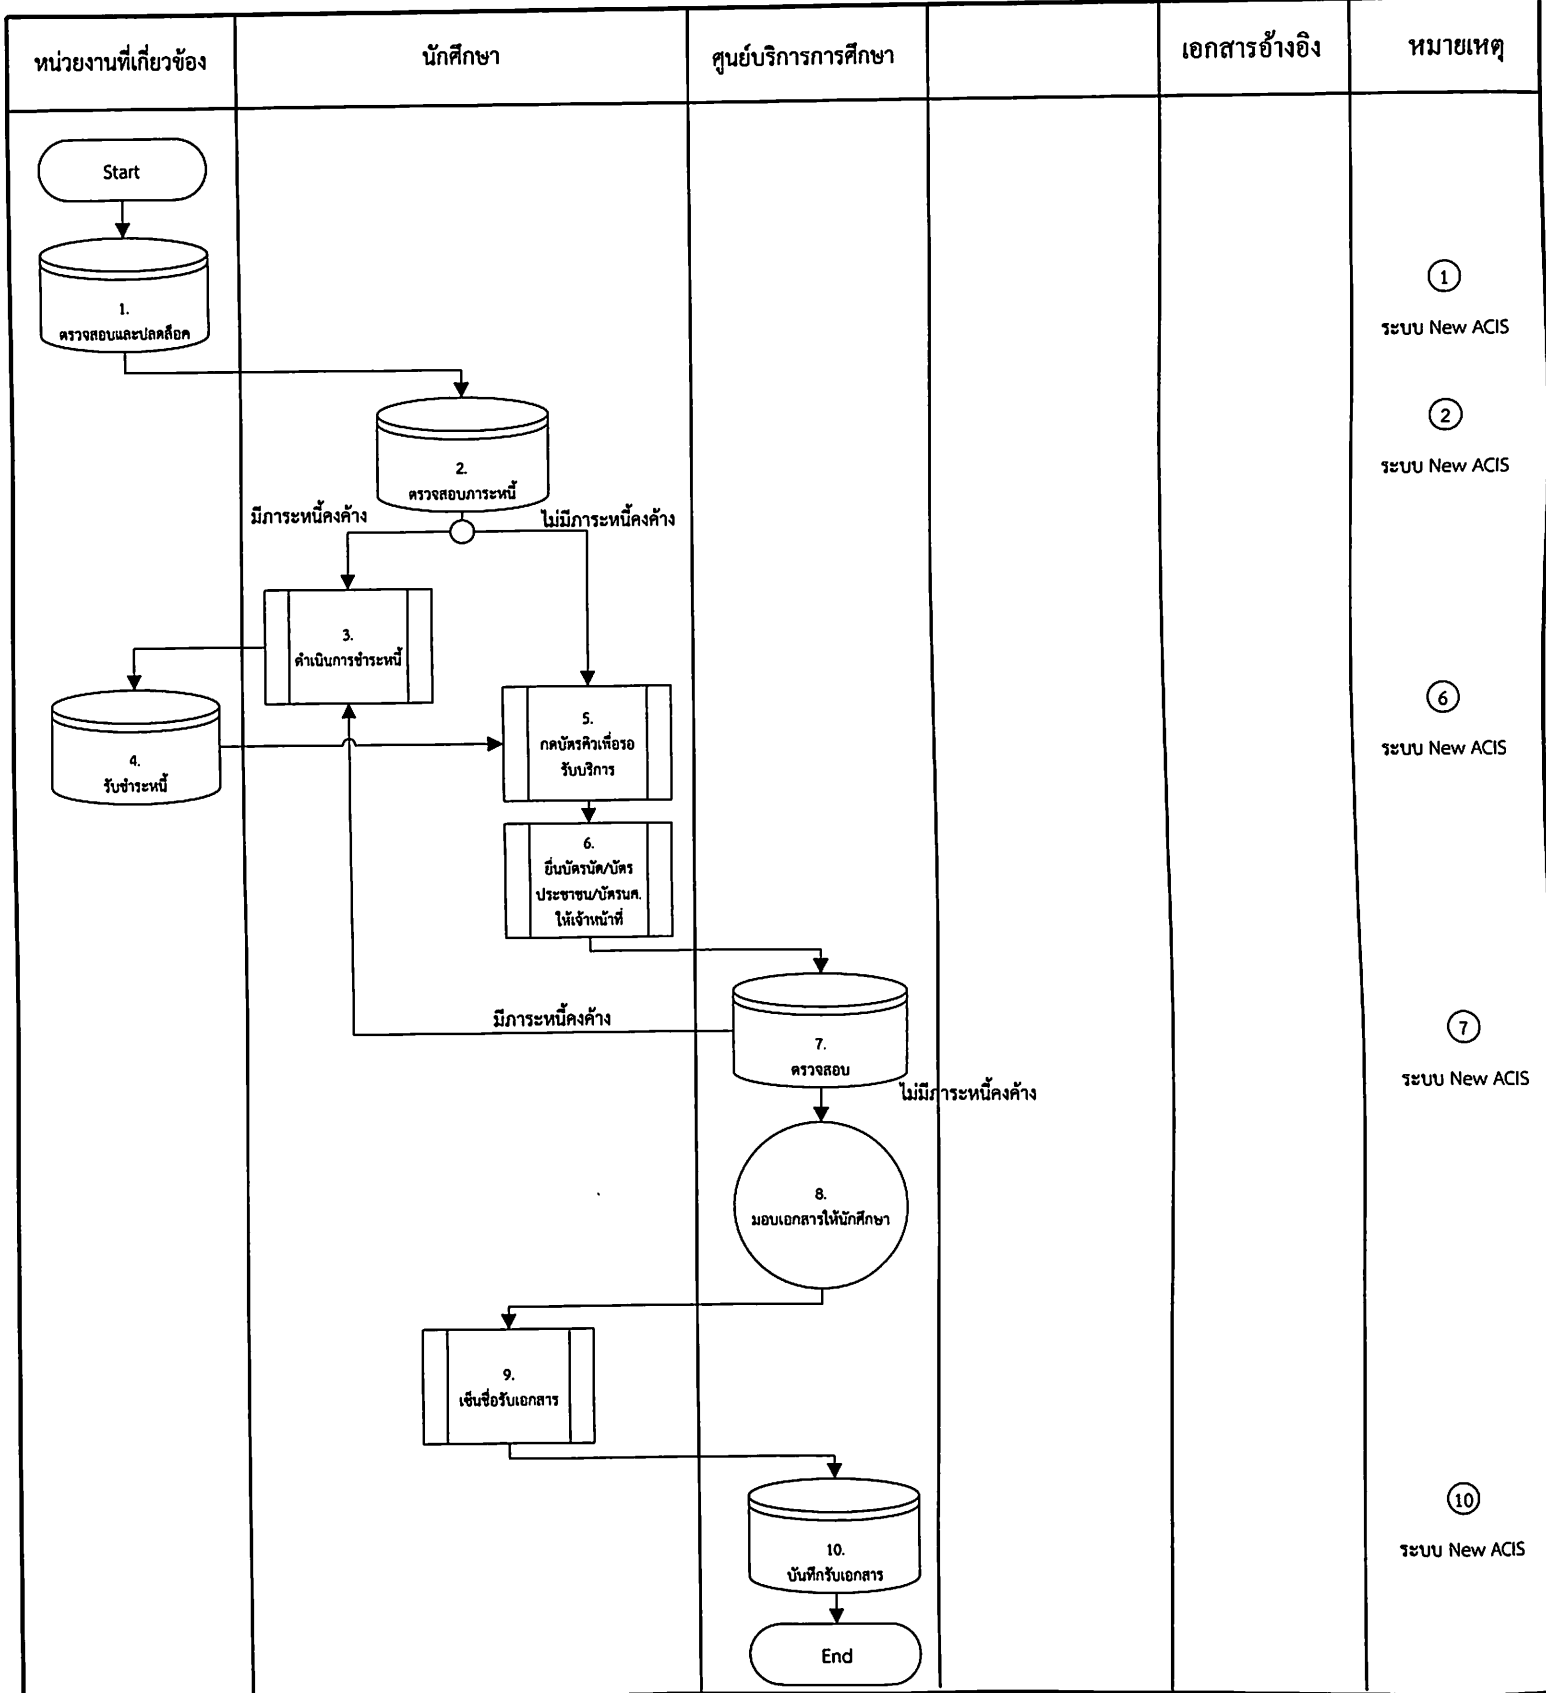 หน่วยงานที่เกี่ยวข้อง
นักศึกษา
ศูนย์บริการการศึกษา
เอกสารอ้างอิง
หมายเหตุ
Start
1.
ตรวจสอบและปลดล็อค
1
ระบบ New ACIS
2.
ตรวจสอบภาระหนี้
2
ระบบ New ACIS
มีภาระหนี้คงค้าง
ไม่มีภาระหนี้คงค้าง
3.
ดำเนินการชำระหนี้
4.
รับชำระหนี้
5.
กดบัตรคิวเพื่อรอ
รับบริการ
6
ระบบ New ACIS
6.
ยื่นบัตรนัด/บัตร
ประชาชน/บัตรนศ.
ให้เจ้าหน้าที่
มีภาระหนี้คงค้าง
7.
ตรวจสอบ
7
ระบบ New ACIS
ไม่มีภาระหนี้คงค้าง
8.
มอบเอกสารให้นักศึกษา
9.
เซ็นชื่อรับเอกสาร
10.
บันทึกรับเอกสาร
10
ระบบ New ACIS
End